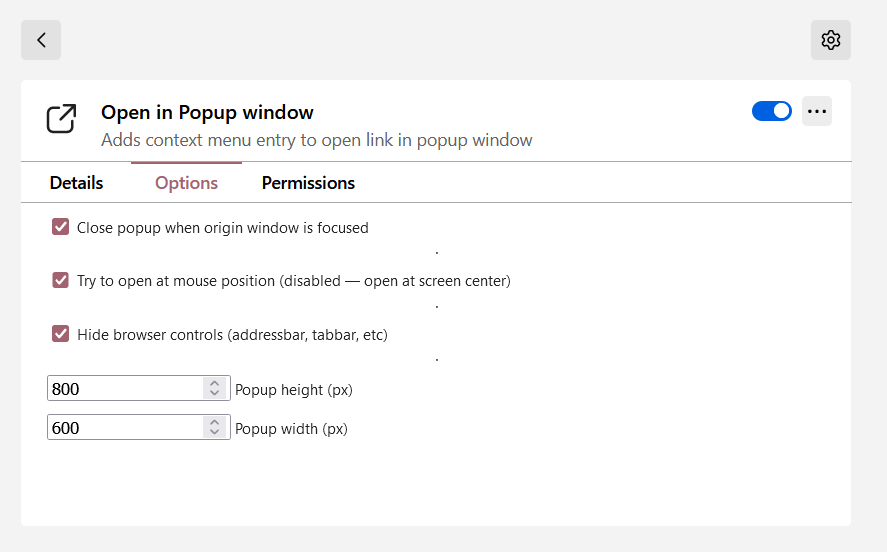 Open in Popup window
Adds context menu entry to open link in popup window
Details Options Permissions
Close popup when origin window is focused
.
Try to open at mouse position (disabled — open at screen center)
.
Hide browser controls (addressbar, tabbar, etc)
.
800 Popup height (px)
600 Popup width (px)